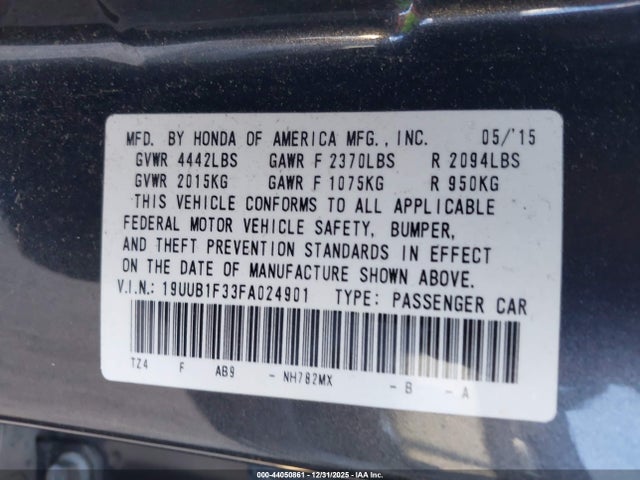 MFD. BY HONDA OF AMERICA MFG., INC. 05/'15
GVWR 4442LBS GAWR F 2370LBS R 2094LBS
GVWR 2015KG GAWR F 1075KG R 950KG
THIS VEHICLE CONFORMS TO ALL APPLICABLE
FEDERAL MOTOR VEHICLE SAFETY, BUMPER,
AND THEFT PREVENTION STANDARDS IN EFFECT
ON THE DATE OF MANUFACTURE SHOWN ABOVE.
V.I.N.: 19UUB1F33FA024901 TYPE: PASSENGER CAR
TZ4 F AB9 - NH782MX - B - A
000-44050861 - 12/31/2025 - IAA Inc.